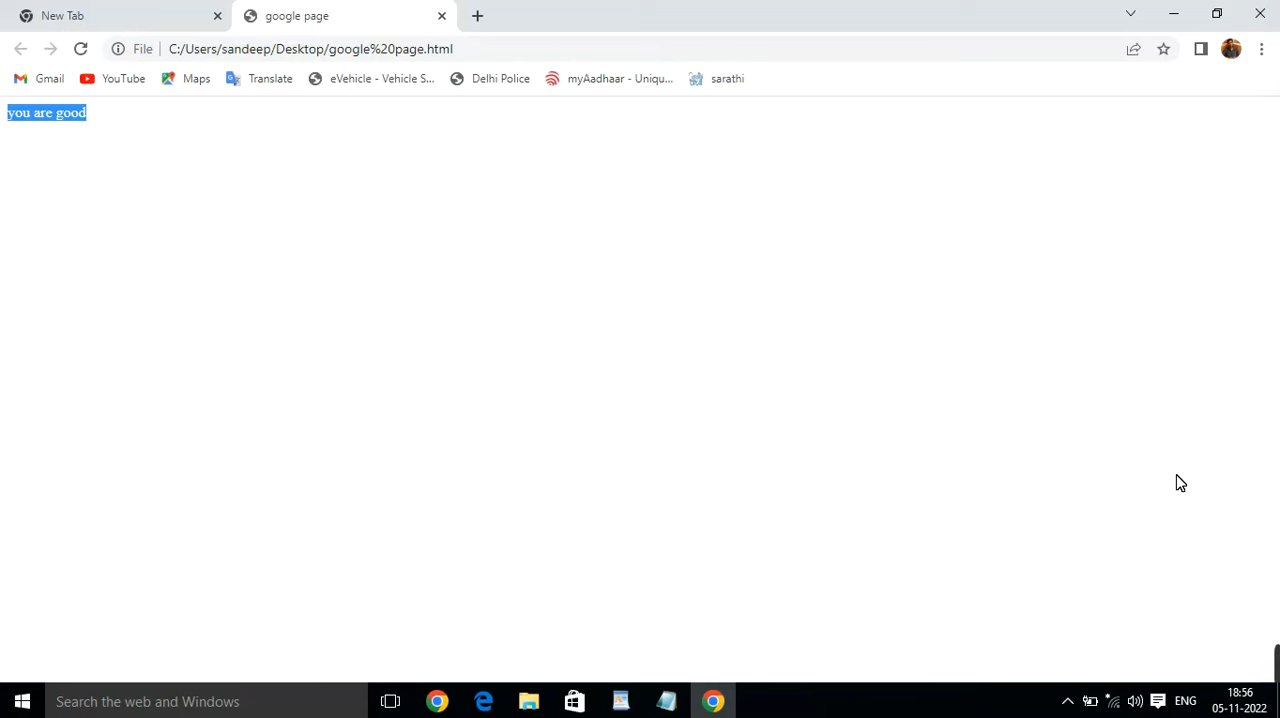 New Tab
google page
File
C:/Users/sandeep/Desktop/google%20page.html
Gmail
YouTube
Maps
Translate
eVehicle - Vehicle S...
Delhi Police
myAadhaar - Uniqu...
sarathi
you are good
Search the web and Windows
ENG
18:56
05-11-2022